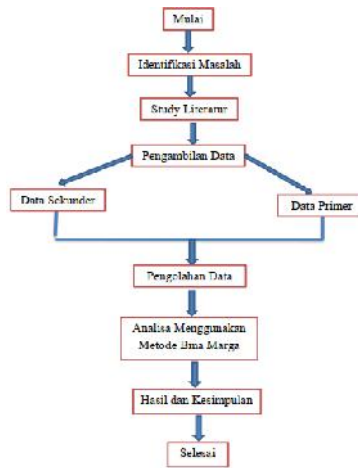 Mulai
Identifikasi Masalah
Study Literatur
Pengambilan Data
Data Sekunder
Data Primer
Pengolahan Data
Analisa Menggunakan
Metode Bina Marga
Hasil dan Kesimpulan
Selesai